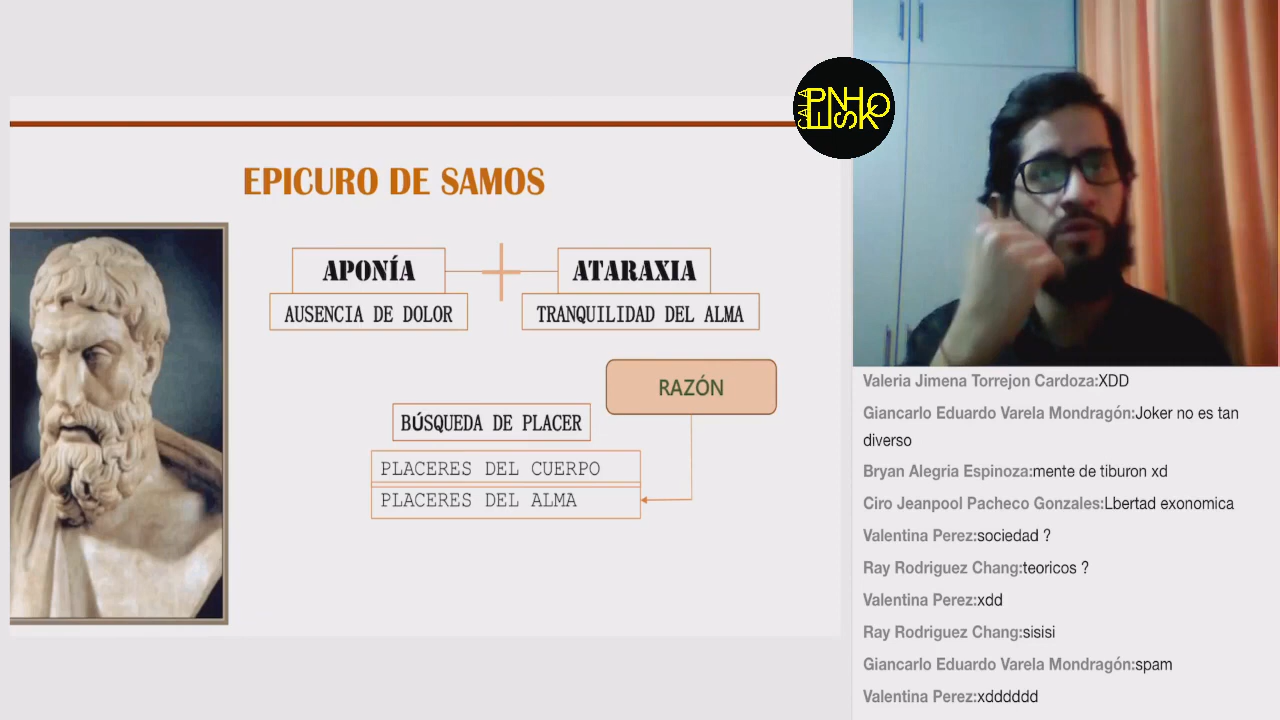 EPICURO DE SAMOS
APONÍA
AUSENCIA DE DOLOR
ATARAXIA
TRANQUILIDAD DEL ALMA
RAZÓN
BÚSQUEDA DE PLACER
PLACERES DEL CUERPO
PLACERES DEL ALMA
Valeria Jimena Torrejon Cardoza:XDD
Giancarlo Eduardo Varela Mondragón:Joker no es tan
diverso
Bryan Alegria Espinoza:mente de tiburon xd
Ciro Jeanpool Pacheco Gonzales:Lbertad exonomica
Valentina Perez:sociedad ?
Ray Rodriguez Chang:teoricos ?
Valentina Perez:xdd
Ray Rodriguez Chang:sisisi
Giancarlo Eduardo Varela Mondragón:spam
Valentina Perez:xdddddd